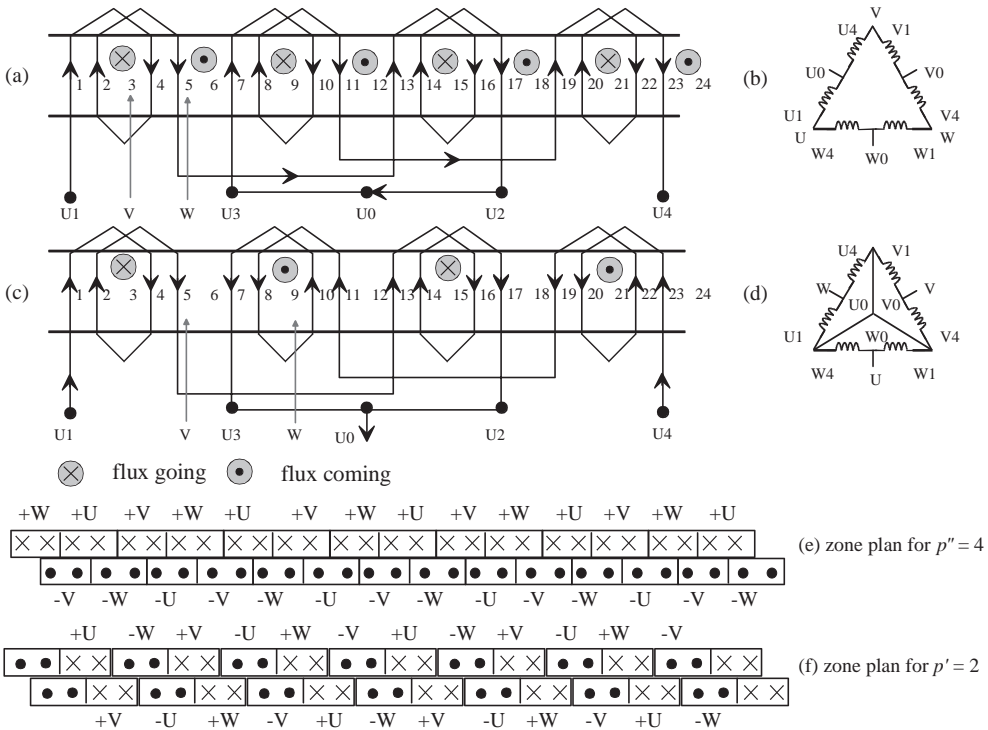 (a)
1 2 3 4 5 6 7 8 9 10 11 12 13 14 15 16 17 18 19 20 21 22 23 24
U1 V W U3 U0 U2 U4
(b)
V
U4 V1
U0 V0
U1 V4
U W
W4 W0 W1
(c)
1 2 3 4 5 6 7 8 9 10 11 12 13 14 15 16 17 18 19 20 21 22 23 24
U1 V U3 W U0 U2 U4
(d)
U4 V1
W V
U0 V0
U1 W0 V4
W4 U W1
flux going flux coming
+W +U +V +W +U +V +W +U +V +W +U +V +W +U
(e) zone plan for p″ = 4
-V -W -U -V -W -U -V -W -U -V -W -U -V -W
+U -W +V -U +W -V +U -W +V -U +W -V
(f) zone plan for p′ = 2
+V -U +W -V +U -W +V -U +W -V +U -W